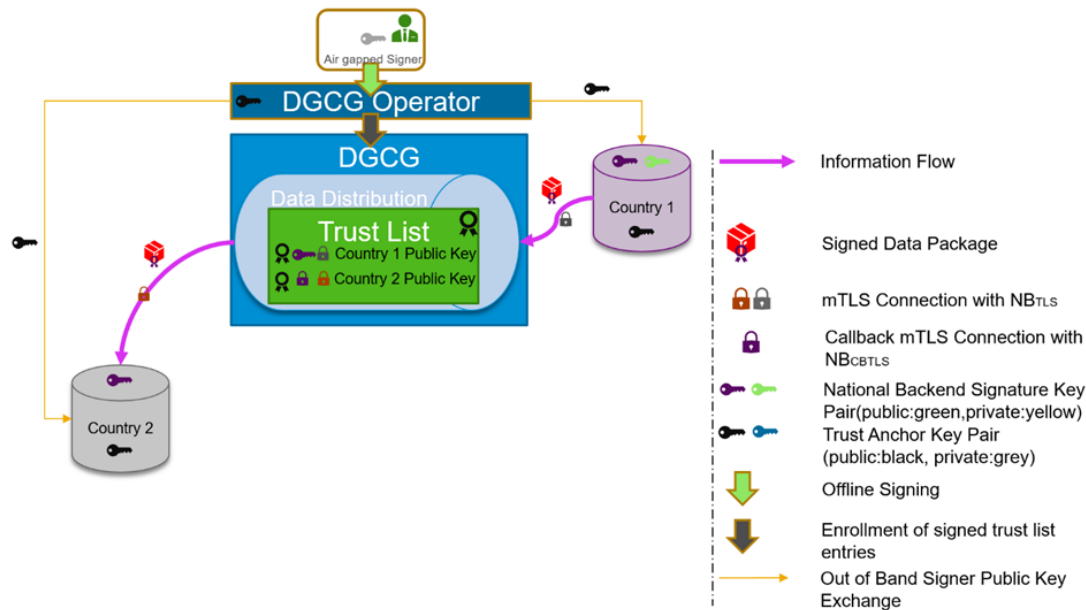 Air gapped Signer
DGCG Operator
DGCG
Data Distribution
Trust List
Country 1 Public Key
Country 2 Public Key
Country 1
Country 2
Information Flow
Signed Data Package
mTLS Connection with NBTLS
Callback mTLS Connection with
NBCBTLS
National Backend Signature Key
Pair(public:green,private:yellow)
Trust Anchor Key Pair
(public:black, private:grey)
Offline Signing
Enrollment of signed trust list
entries
Out of Band Signer Public Key
Exchange